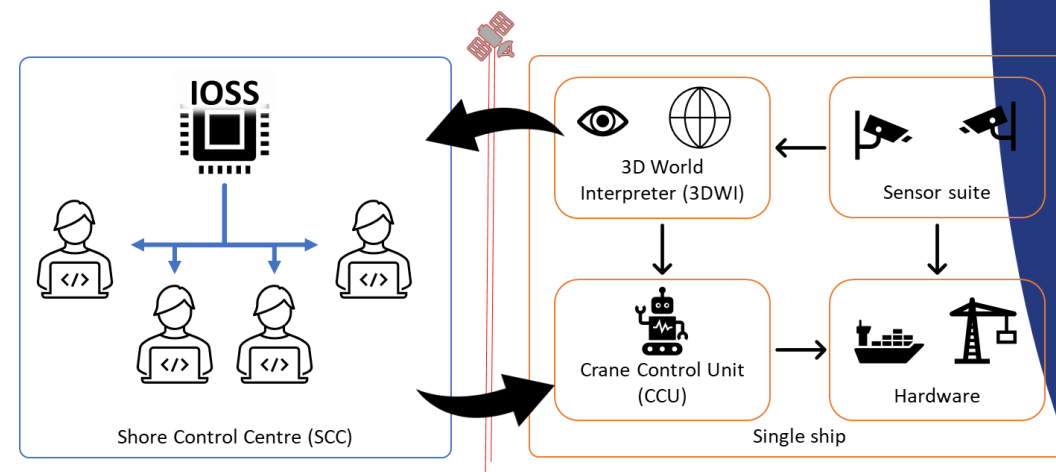 IOSS
</>
</>
</>
</>
Shore Control Centre (SCC)
3D World
Interpreter (3DWI)
Sensor suite
Crane Control Unit
(CCU)
Hardware
Single ship